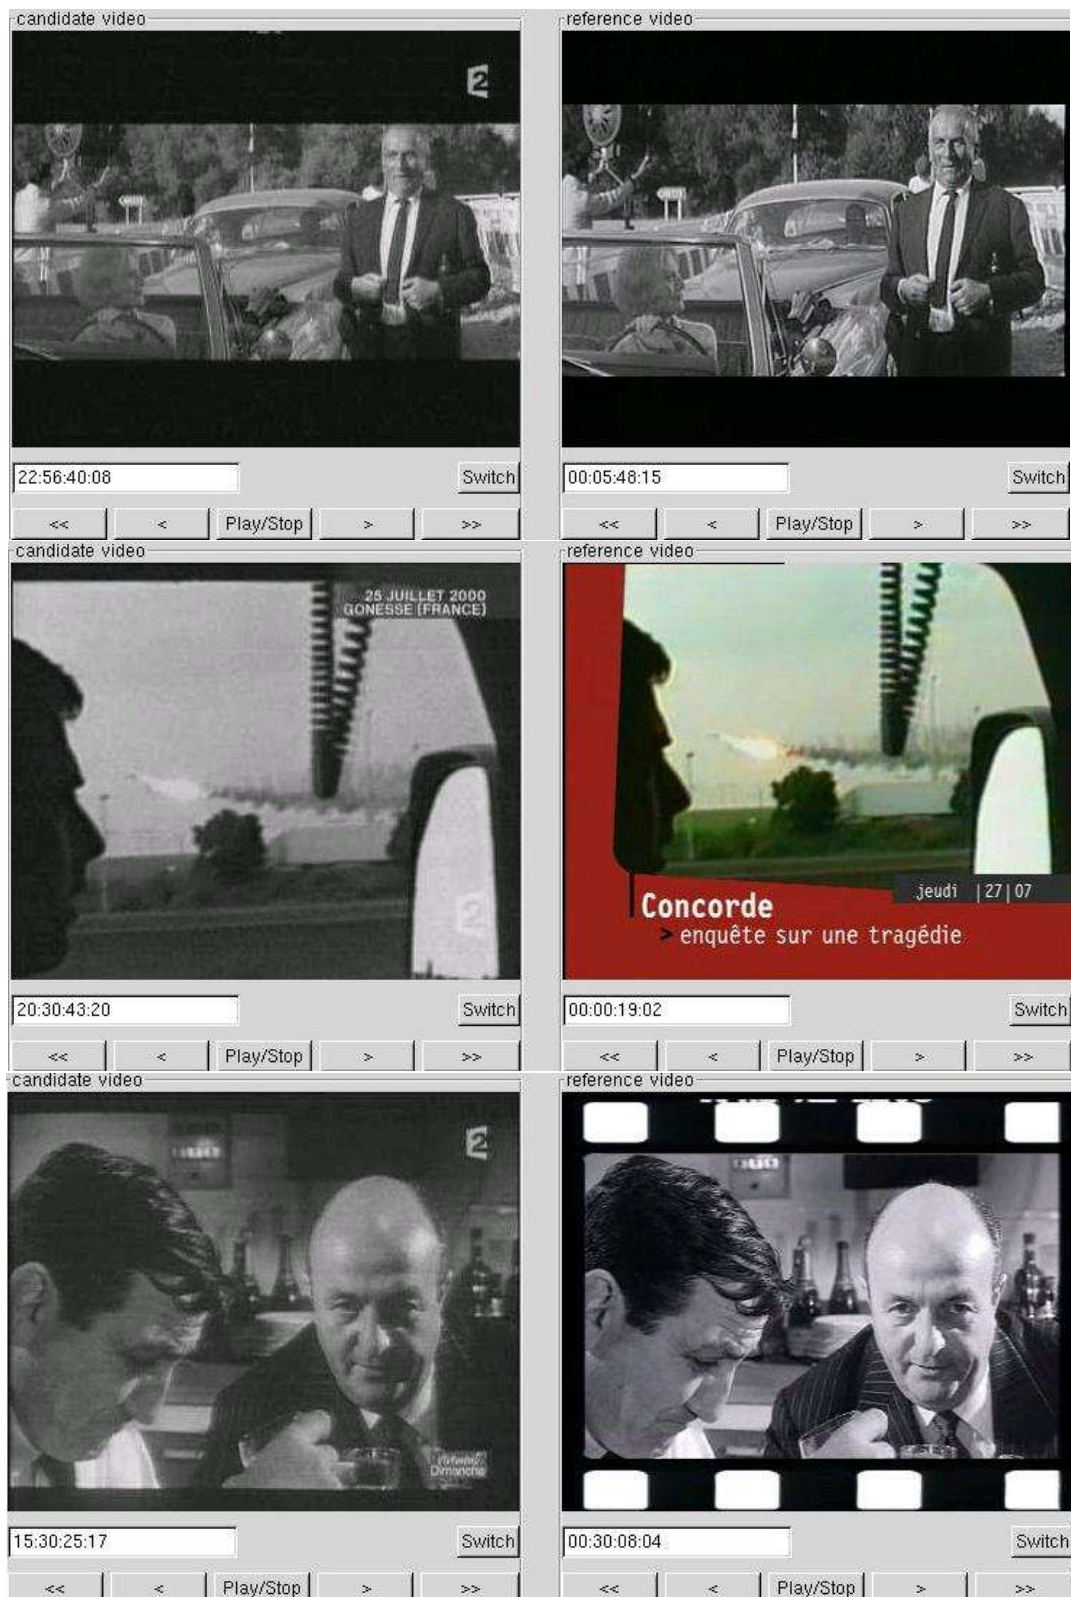 candidate video
reference video
2
22:56:40:08
Switch
00:05:48:15
Switch
<<
<
Play/Stop
>
>>
<<
<
Play/Stop
>
>>
candidate video
reference video
25 JUILLET 2000
GONESSE (FRANCE)
2
jeudi |27|07
Concorde
> enquête sur une tragédie
20:30:43:20
Switch
00:00:19:02
Switch
<<
<
Play/Stop
>
>>
<<
<
Play/Stop
>
>>
candidate video
reference video
2
Dimanche
15:30:25:17
Switch
00:30:08:04
Switch
<<
<
Play/Stop
>
>>
<<
<
Play/Stop
>
>>